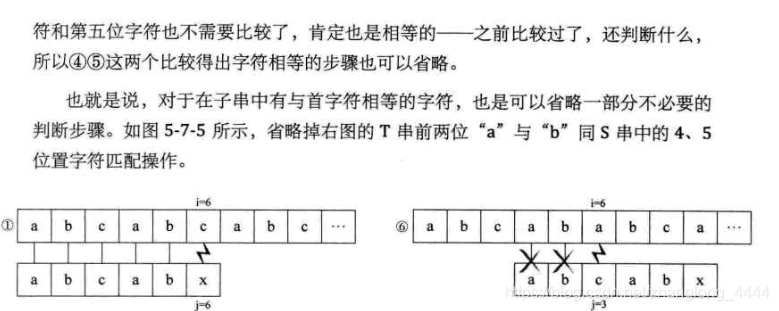 符和第五位字符也不需要比较了，肯定也是相等的——之前比较过了，还判断什么，
所以④⑤这两个比较得出字符相等的步骤也可以省略。
也就是说，对于在子串中有与首字符相等的字符，也是可以省略一部分不必要的
判断步骤。如图 5-7-5 所示，省略掉右图的 T 串前两位“a”与“b”同 S 串中的 4、5
位置字符匹配操作。
i=6
① a b c a b c a b c …
a b c a b x
j=6
i=6
⑥ a b c a b a b c a …
a b c a b x
j=3
https://blog.csdn.net/zhanglong_4444